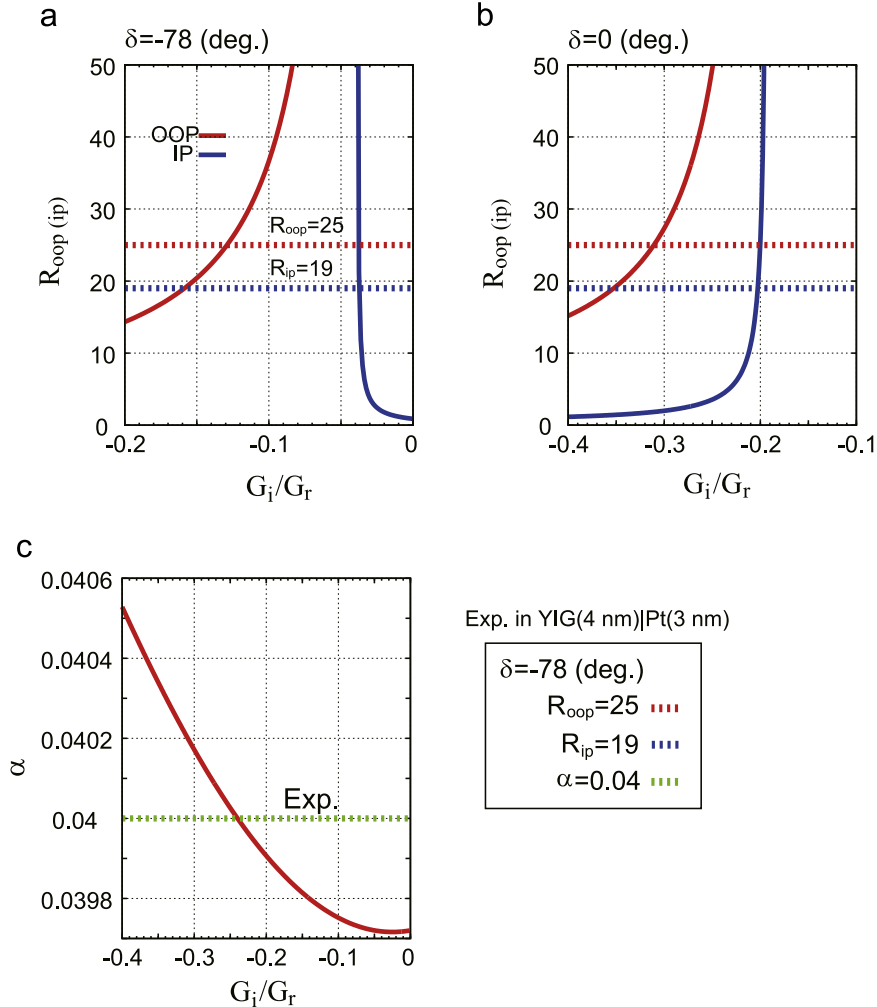 a
δ=-78 (deg.)
50
40
30
20
10
0
R_oop (ip)
OOP
IP
R_oop=25
R_ip=19
-0.2
-0.1
0
G_i/G_r
b
δ=0 (deg.)
50
40
30
20
10
0
R_oop (ip)
-0.4
-0.3
-0.2
-0.1
G_i/G_r
c
0.0406
0.0404
0.0402
0.04
0.0398
α
Exp.
-0.4
-0.3
-0.2
-0.1
0
G_i/G_r
Exp. in YIG(4 nm)|Pt(3 nm)
δ=-78 (deg.)
R_oop=25
R_ip=19
α=0.04